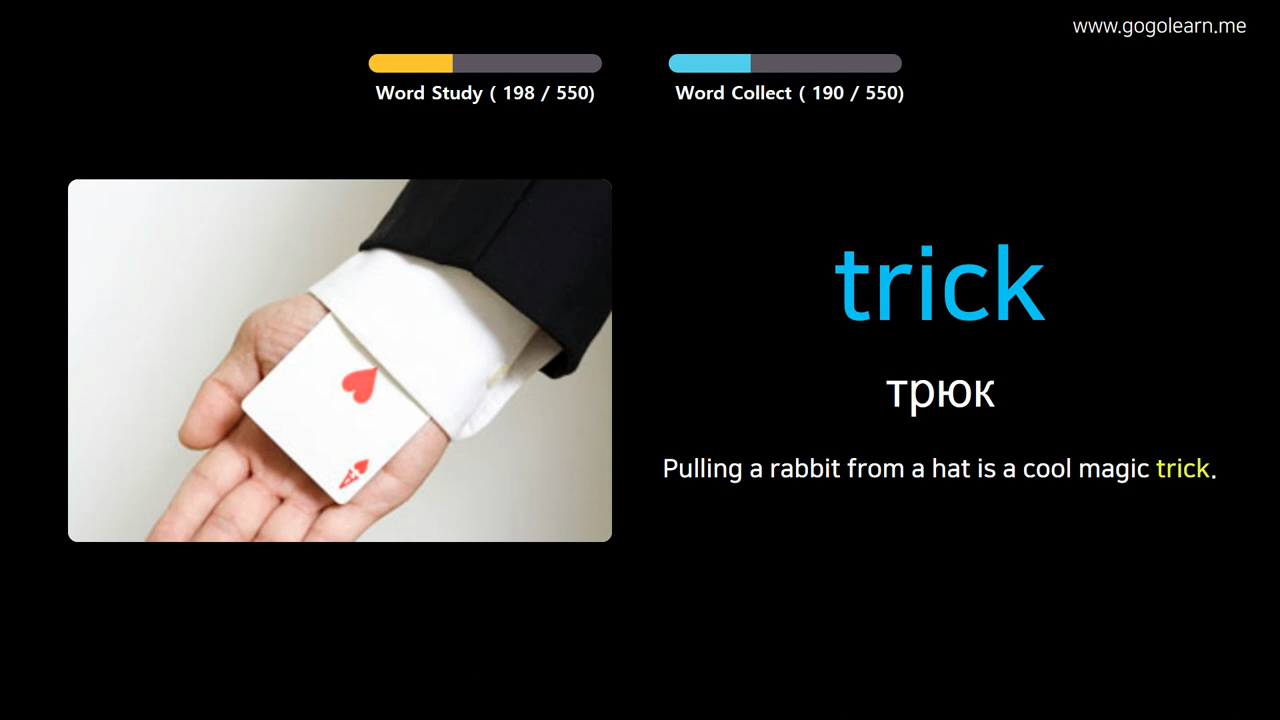 www.gogolearn.me
Word Study ( 198 / 550)
Word Collect ( 190 / 550)
trick
трюк
Pulling a rabbit from a hat is a cool magic trick.
A